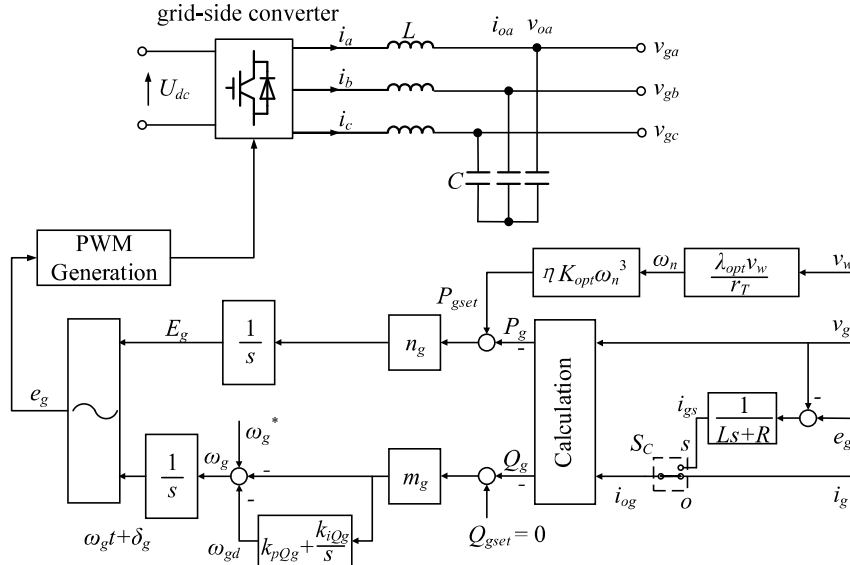 grid-side converter
i_a L i_oa v_oa v_ga
U_dc i_b v_gb
i_c v_gc
C
PWM
Generation
η K_opt ω_n^3 ω_n λ_opt v_w / r_T v_w
P_gset
E_g 1/s n_g P_g - v_g
Calculation
e_g
i_gs 1/(Ls+R) - e_g
S_C s
ω_g^*
ω_g 1/s - m_g Q_g -
i_og o i_g
-
ω_g t+δ_g ω_gd k_pQg + k_iQg/s Q_gset = 0